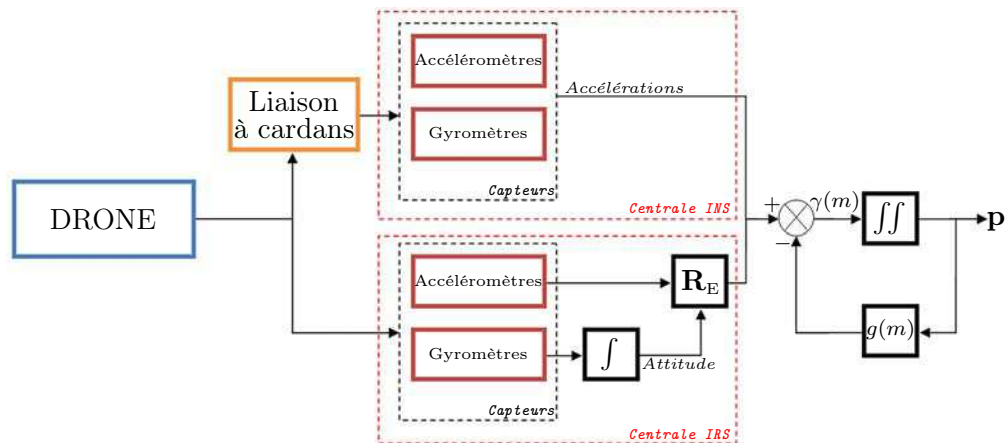 Accéléromètres
Accélérations
Liaison
à cardans
Gyromètres
Capteurs
Centrale INS
DRONE
+
γ(m)
∬
p
−
Accéléromètres
R_E
g(m)
Gyromètres
∫
Attitude
Capteurs
Centrale IRS